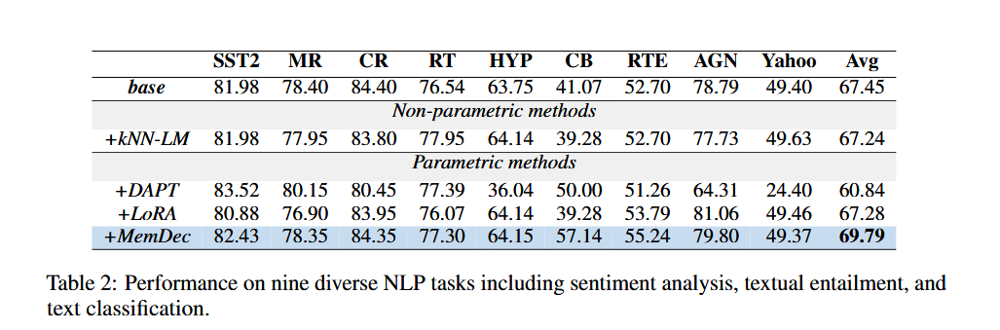 SST2 MR CR RT HYP CB RTE AGN Yahoo Avg
base 81.98 78.40 84.40 76.54 63.75 41.07 52.70 78.79 49.40 67.45
Non-parametric methods
+kNN-LM 81.98 77.95 83.80 77.95 64.14 39.28 52.70 77.73 49.63 67.24
Parametric methods
+DAPT 83.52 80.15 80.45 77.39 36.04 50.00 51.26 64.31 24.40 60.84
+LoRA 80.88 76.90 83.95 76.07 64.14 39.28 53.79 81.06 49.46 67.28
+MemDec 82.43 78.35 84.35 77.30 64.15 57.14 55.24 79.80 49.37 69.79
Table 2: Performance on nine diverse NLP tasks including sentiment analysis, textual entailment, and
text classification.